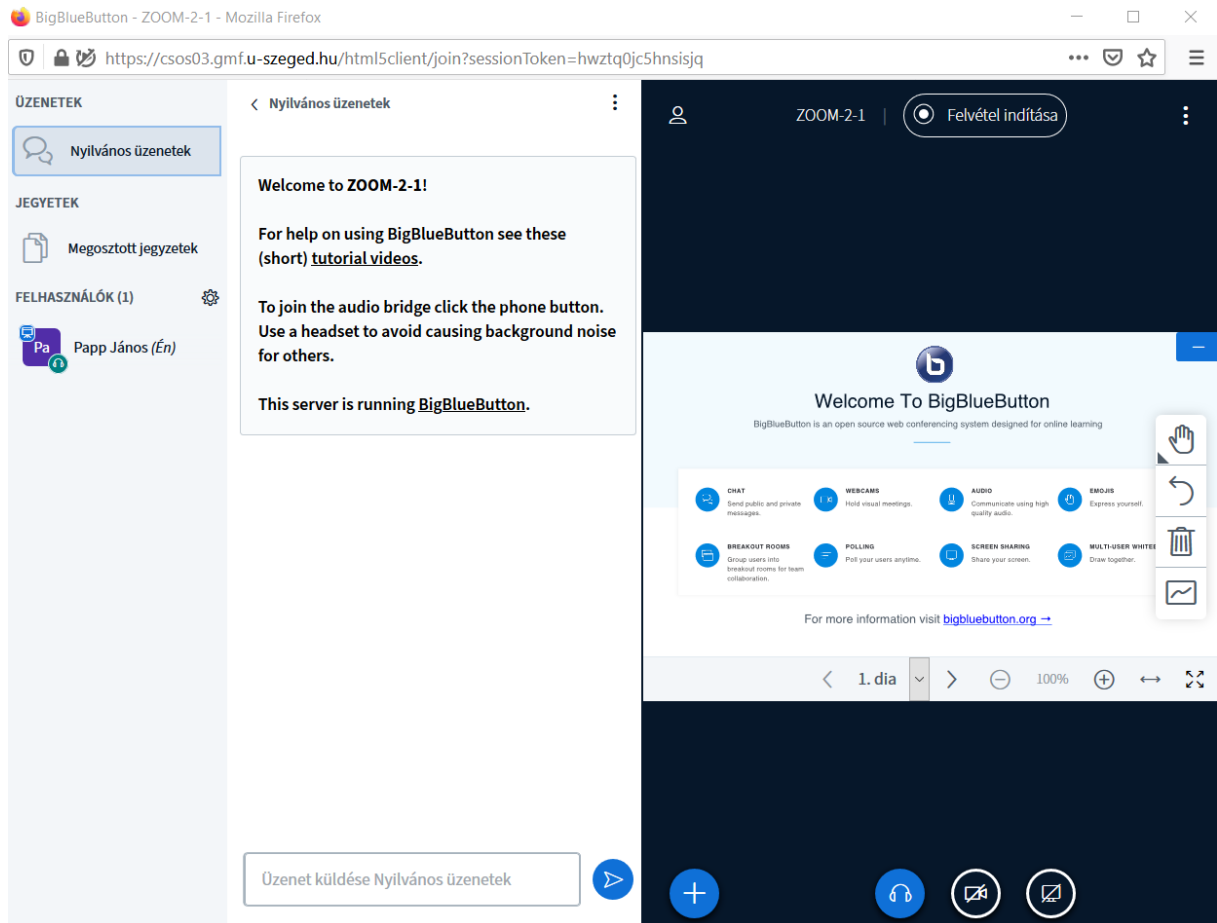 BigBlueButton - ZOOM-2-1 - Mozilla Firefox
https://csos03.gmf.u-szeged.hu/html5client/join?sessionToken=hwztq0jc5hnsisjq
ÜZENETEK
Nyilvános üzenetek
JEGYETEK
Megosztott jegyzetek
FELHASZNÁLÓK (1)
Pa
Papp János (Én)
Nyilvános üzenetek
Welcome to ZOOM-2-1!
For help on using BigBlueButton see these
(short) tutorial videos.
To join the audio bridge click the phone button.
Use a headset to avoid causing background noise
for others.
This server is running BigBlueButton.
Üzenet küldése Nyilvános üzenetek
ZOOM-2-1
Felvétel indítása
Welcome To BigBlueButton
BigBlueButton is an open source web conferencing system designed for online learning
CHAT
Send public and private
messages.
WEBCAMS
Hold visual meetings.
AUDIO
Communicate using high
quality audio.
EMOJIS
Express yourself.
BREAKOUT ROOMS
Group users into
breakout rooms for team
collaboration.
POLLING
Poll your users anytime.
SCREEN SHARING
Share your screen.
MULTI-USER WHITEB
Draw together.
For more information visit bigbluebutton.org →
1. dia
100%